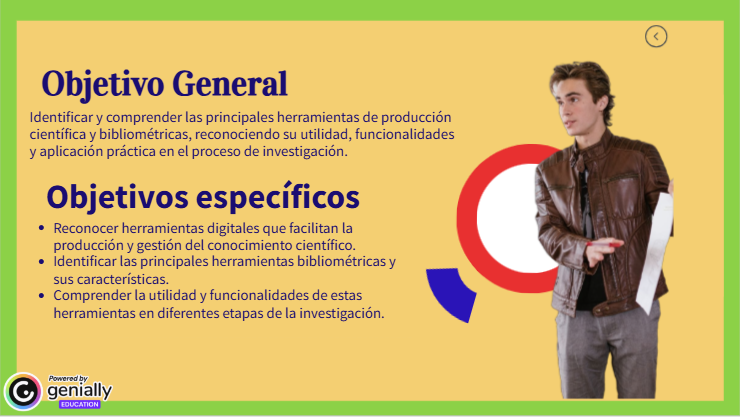 Objetivo General
Identificar y comprender las principales herramientas de producción
científica y bibliométricas, reconociendo su utilidad, funcionalidades
y aplicación práctica en el proceso de investigación.
Objetivos específicos
• Reconocer herramientas digitales que facilitan la
producción y gestión del conocimiento científico.
• Identificar las principales herramientas bibliométricas y
sus características.
• Comprender la utilidad y funcionalidades de estas
herramientas en diferentes etapas de la investigación.
Powered by
genially
EDUCATION